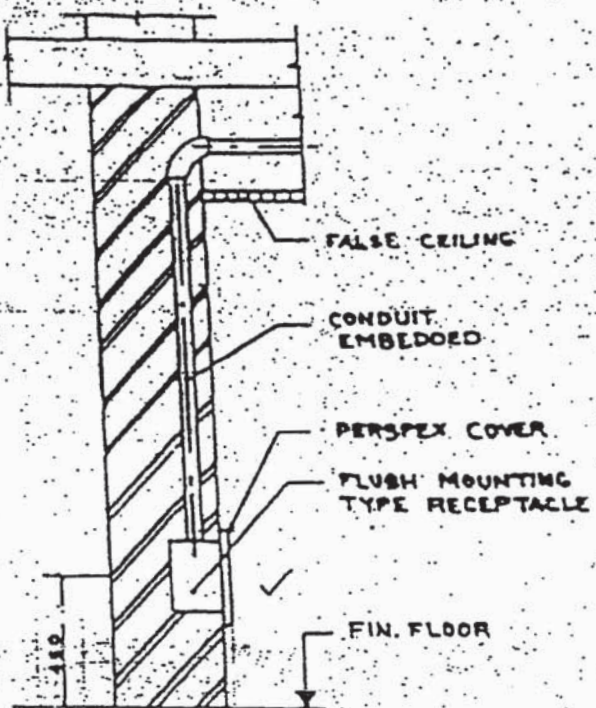 FALSE CEILING
CONDUIT
EMBEDDED
PERSPEX COVER
FLUSH MOUNTING
TYPE RECEPTACLE
FIN. FLOOR